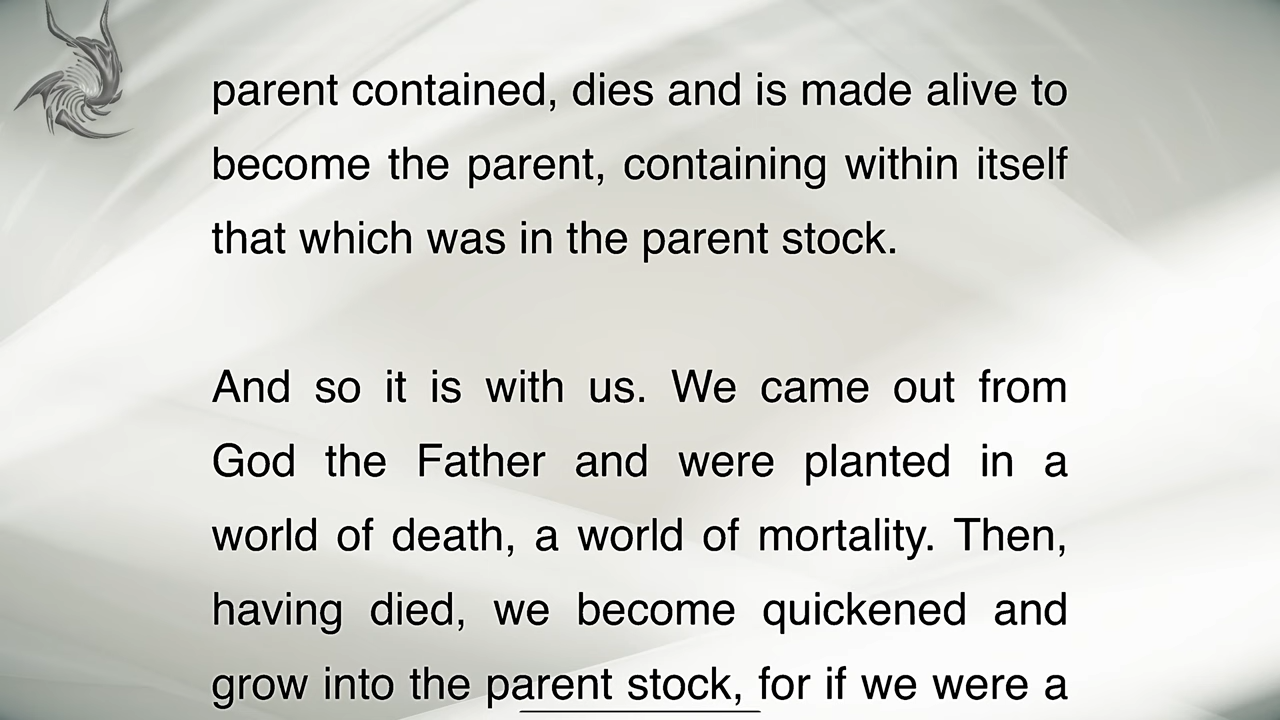 parent contained, dies and is made alive to
become the parent, containing within itself
that which was in the parent stock.
And so it is with us. We came out from
God the Father and were planted in a
world of death, a world of mortality. Then,
having died, we become quickened and
grow into the parent stock, for if we were a